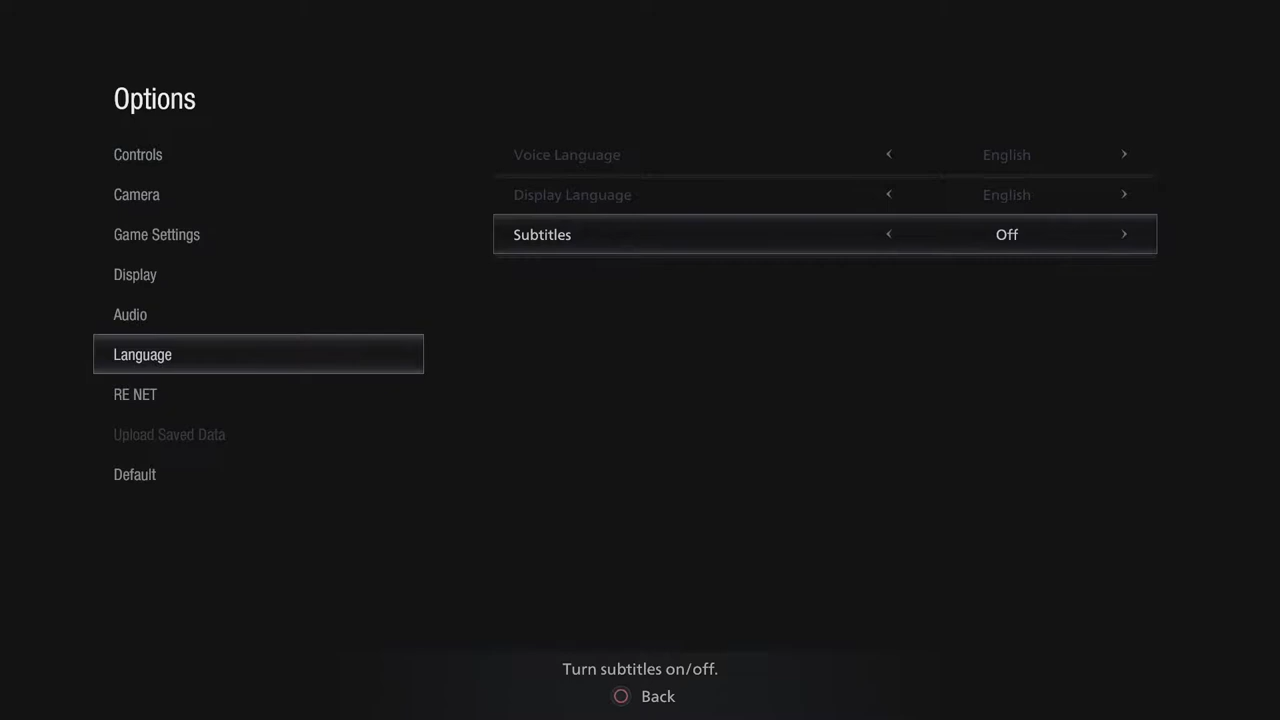 Options
Controls
Camera
Game Settings
Display
Audio
Language
RE NET
Upload Saved Data
Default
Voice Language English
Display Language English
Subtitles Off
Turn subtitles on/off.
Back